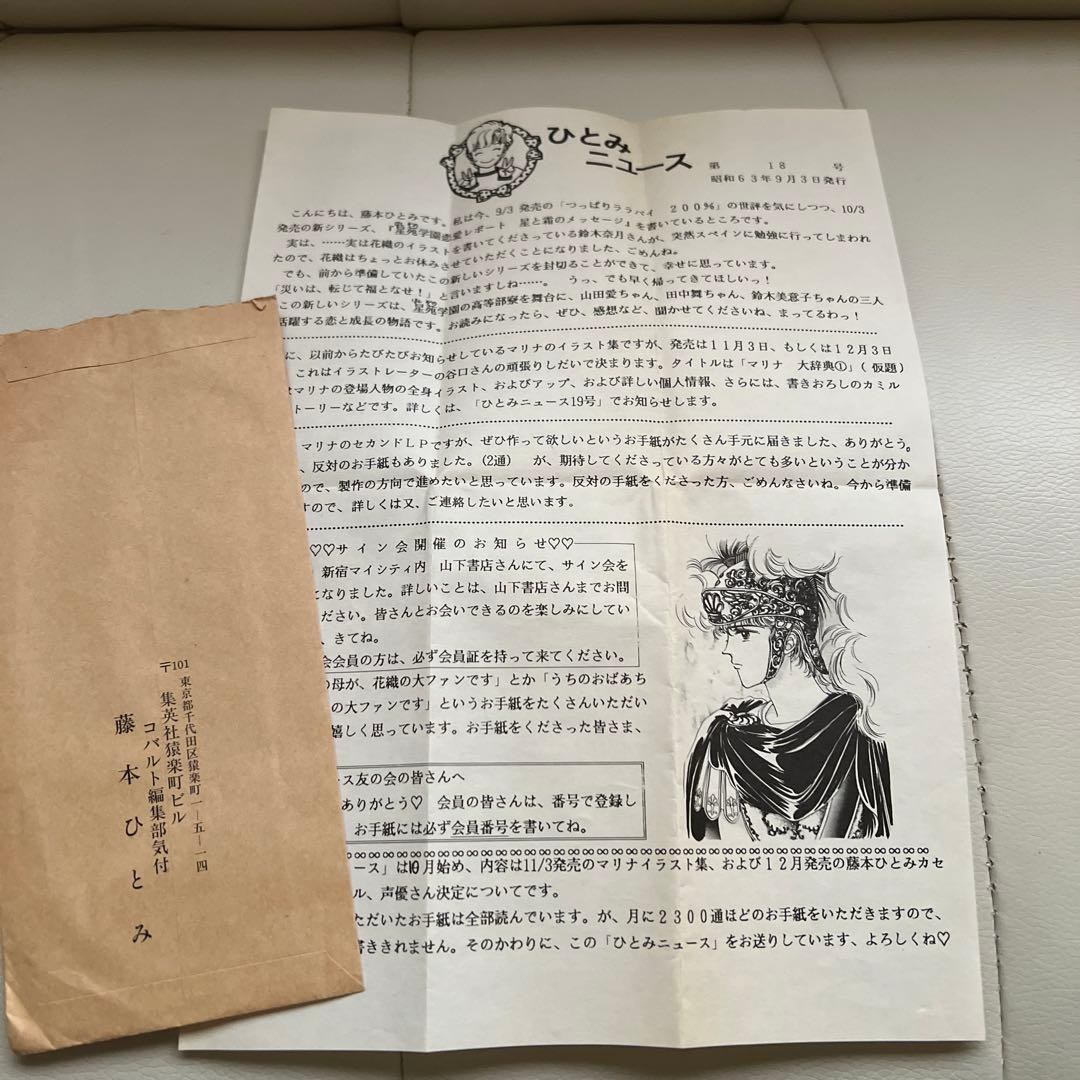 ひとみ
ニュース
第 18 号
昭和63年9月3日発行
こんにちは、藤本ひとみです。私は今、9/3発売の「つっぱりララバイ 200%」の世評を気にしつつ、10/3
発売の新シリーズ、『星苑学園恋愛レポート 星と霜のメッセージ』を書いているところです。
実は、……実は花織のイラストを書いてくださっている鈴木奈月さんが、突然スペインに勉強に行ってしまわれ
たので、花織はちょっとお休みさせていただくことになりました、ごめんね。
でも、前から準備していたこの新しいシリーズを封切ることができて、幸せに思っています。
「災いは、転じて福となせ!」と言いますしね……。 うっ、でも早く帰ってきてほしいっ!
この新しいシリーズは、星苑学園の高等部寮を舞台に、山田愛ちゃん、田中舞ちゃん、鈴木美意子ちゃんの三人
活躍する恋と成長の物語です。お読みになったら、ぜひ、感想など、聞かせてくださいね、まってるわっ!
に、以前からたびたびお知らせしているマリナのイラスト集ですが、発売は11月3日、もしくは12月3日
これはイラストレーターの谷口さんの頑張りしだいで決まります。タイトルは「マリナ 大辞典①」(仮題)
マリナの登場人物の全身イラスト、およびアップ、および詳しい個人情報、さらには、書きおろしのカミル
トーリーなどです。詳しくは、「ひとみニュース19号」でお知らせします。
マリナのセカンドLPですが、ぜひ作って欲しいというお手紙がたくさん手元に届きました、ありがとう。
、反対のお手紙もありました。(2通) が、期待してくださっている方々がとても多いということが分か
ので、製作の方向で進めたいと思っています。反対の手紙をくださった方、ごめんなさいね。今から準備
すので、詳しくは又、ご連絡したいと思います。
♡♡サイン会開催のお知らせ♡♡
新宿マイシティ内 山下書店さんにて、サイン会を
になりました。詳しいことは、山下書店さんまでお問
ください。皆さんとお会いできるのを楽しみにしてい
、きてね。
会会員の方は、必ず会員証を持って来てください。
の母が、花織の大ファンです」とか「うちのおばあち
の大ファンです」というお手紙をたくさんいただい
嬉しく思っています。お手紙をくださった皆さま、
ース友の会の皆さんへ
ありがとう♡ 会員の皆さんは、番号で登録し
お手紙には必ず会員番号を書いてね。
ース」は10月始め、内容は11/3発売のマリナイラスト集、および12月発売の藤本ひとみカセ
ル、声優さん決定についてです。
ただいたお手紙は全部読んでいます。が、月に2300通ほどのお手紙をいただきますので、
書ききれません。そのかわりに、この「ひとみニュース」をお送りしています、よろしくね♡
〒101 東京都千代田区猿楽町一―五―一四
集英社猿楽町ビル
コバルト編集部気付
藤本ひとみ